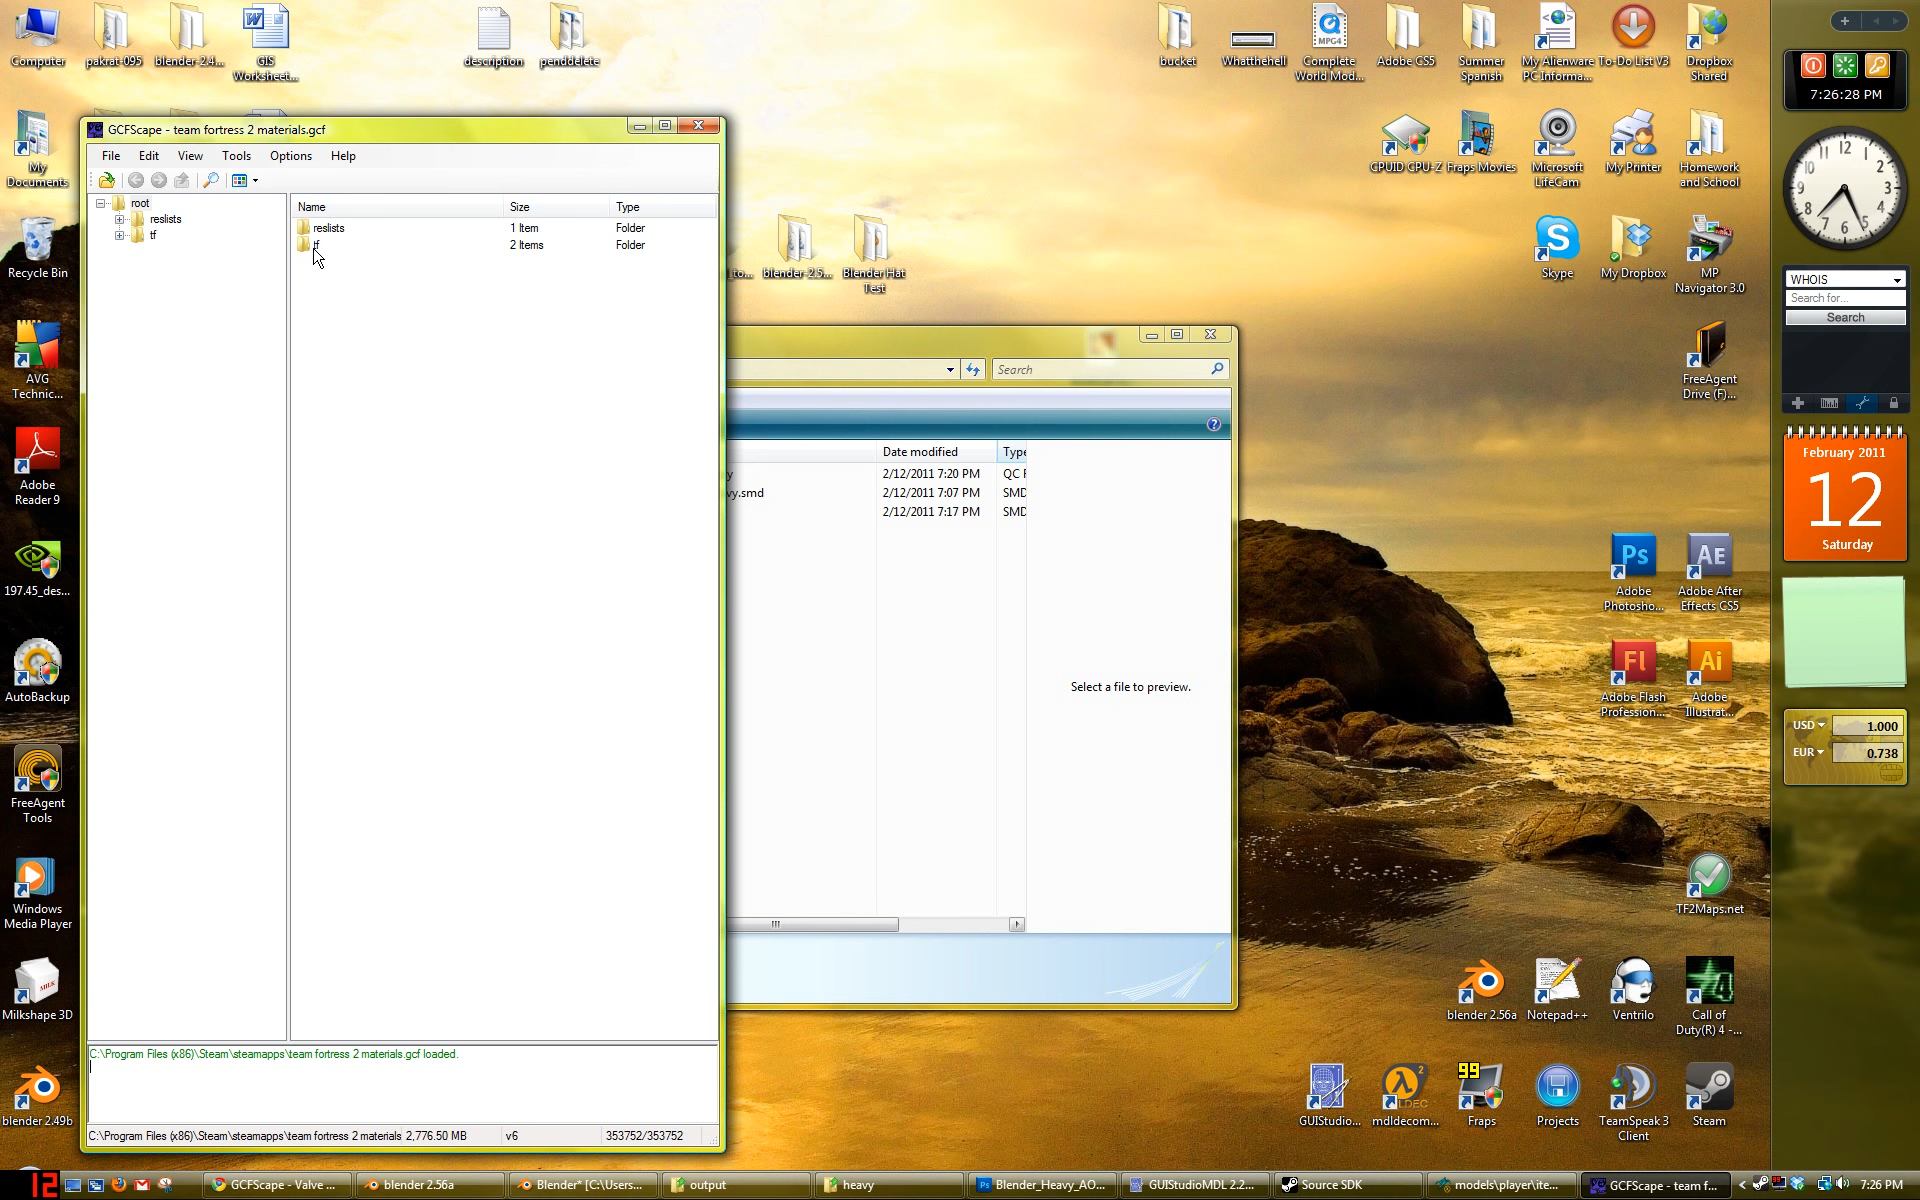 Computer
pakrat-095
blender-2.4...
GIS Worksheet...
description
penddelete
bucket
Whatthehell
Complete World Mod...
Adobe CS5
Summer Spanish
My Alienware PC Informa...
To-Do List V3
Dropbox Shared
7:26:28 PM
GCFScape - team fortress 2 materials.gcf
File Edit View Tools Options Help
root
reslists
tf
Name Size Type
reslists 1 Item Folder
tf 2 Items Folder
C:\Program Files (x86)\Steam\steamapps\team fortress 2 materials.gcf loaded.
C:\Program Files (x86)\Steam\steamapps\team fortress 2 materials 2,776.50 MB v6 353752/353752
My Documents
Recycle Bin
AVG Technic...
Adobe Reader 9
197.45_des...
AutoBackup
FreeAgent Tools
Windows Media Player
MILK
Milkshape 3D
blender 2.49b
_to...
blender-2.5...
Blender Hat Test
Search
Date modified Type
y 2/12/2011 7:20 PM QC F
vy.smd 2/12/2011 7:07 PM SMD
2/12/2011 7:17 PM SMD
Select a file to preview.
CPUID CPU-Z
Fraps Movies
Microsoft LifeCam
My Printer
Homework and School
Skype
My Dropbox
MP Navigator 3.0
FreeAgent Drive (F)...
Ps
Adobe Photosho...
AE
Adobe After Effects CS5
Fl
Adobe Flash Profession...
Ai
Adobe Illustrat...
TF2Maps.net
blender 2.56a
Notepad++
Ventrilo
Call of Duty(R) 4 -...
GUIStudio...
mdldecom...
99
Fraps
Projects
TeamSpeak 3 Client
Steam
WHOIS
Search for...
Search
February 2011
12
Saturday
USD 1.000
EUR 0.738
12
GCFScape - Valve ...
blender 2.56a
Blender* [C:\Users...
output
heavy
Blender_Heavy_AO...
GUIStudioMDL 2.2...
Source SDK
models\player\ite...
GCFScape - team f...
7:26 PM